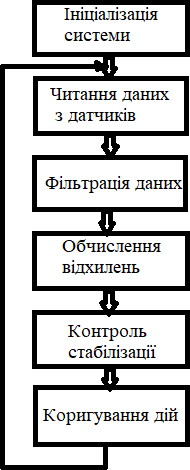 Ініціалізація
системи
Читання даних
з датчиків
Фільтрація даних
Обчислення
відхилень
Контроль
стабілізації
Коригування дій